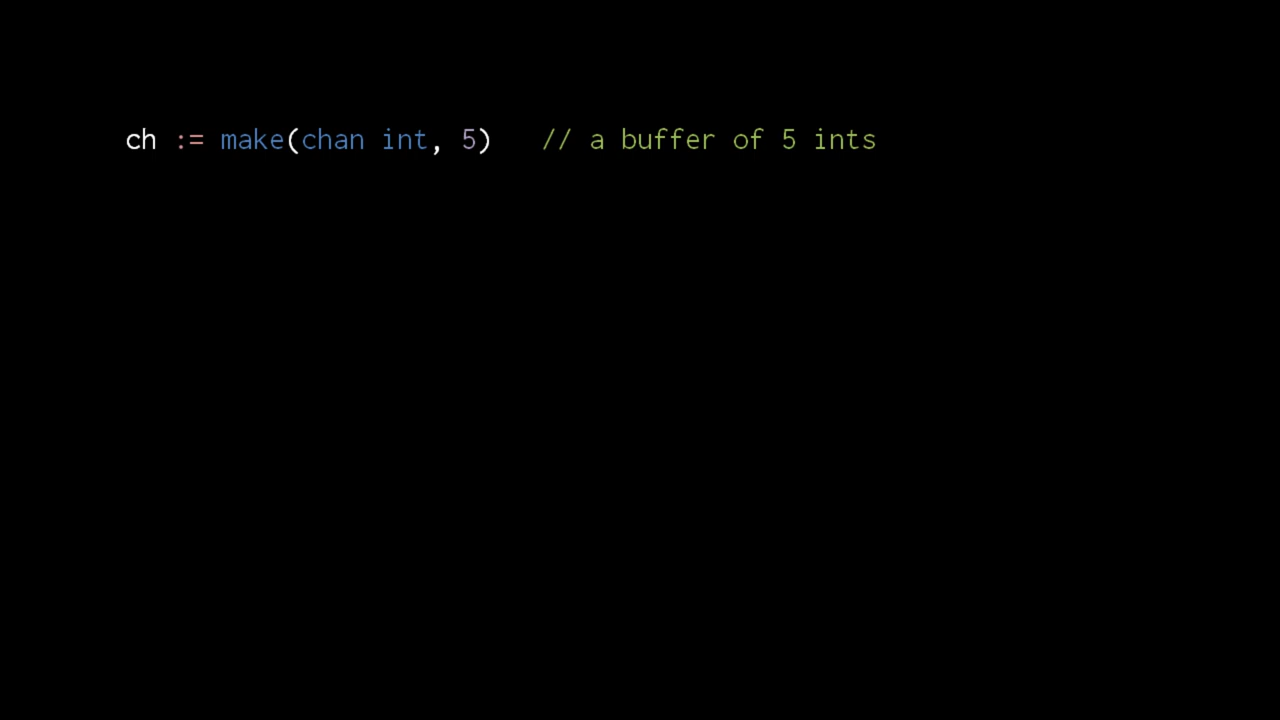 ch := make(chan int, 5)   // a buffer of 5 ints